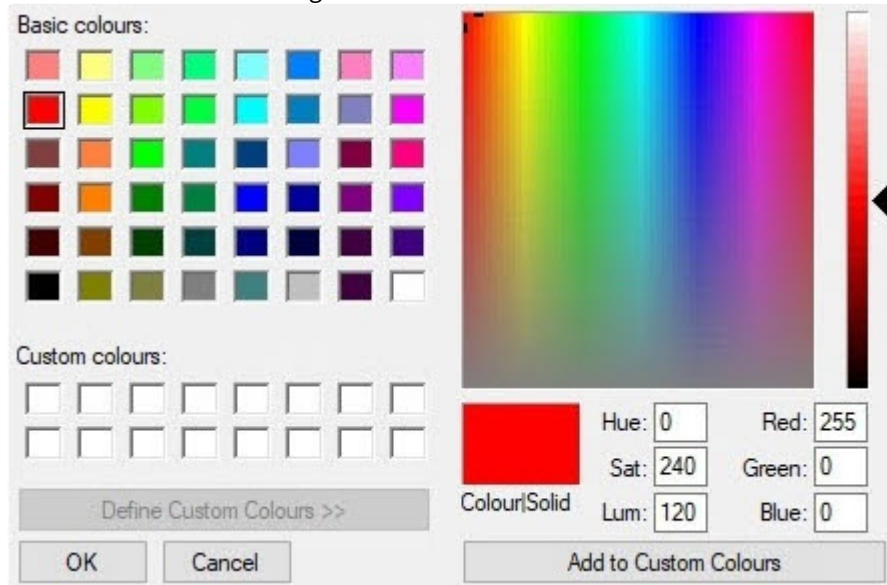 Basic colours:
Custom colours:
Define Custom Colours >>
OK
Cancel
Colour|Solid
Hue: 0
Sat: 240
Lum: 120
Red: 255
Green: 0
Blue: 0
Add to Custom Colours